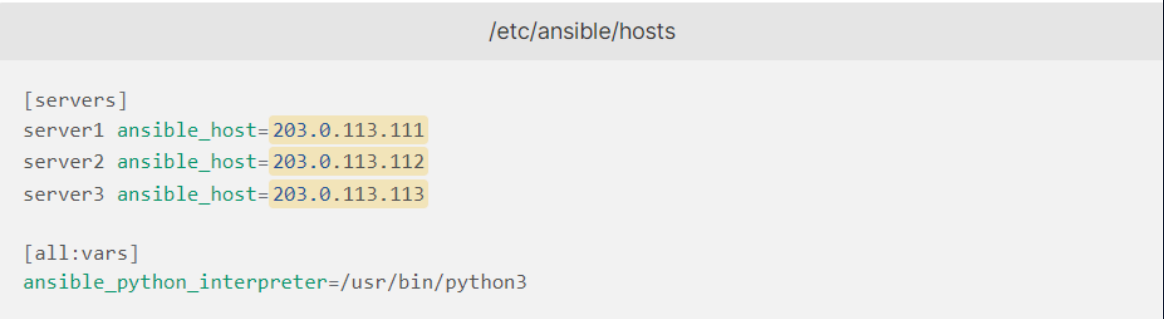 /etc/ansible/hosts
[servers]
server1 ansible_host=203.0.113.111
server2 ansible_host=203.0.113.112
server3 ansible_host=203.0.113.113
[all:vars]
ansible_python_interpreter=/usr/bin/python3